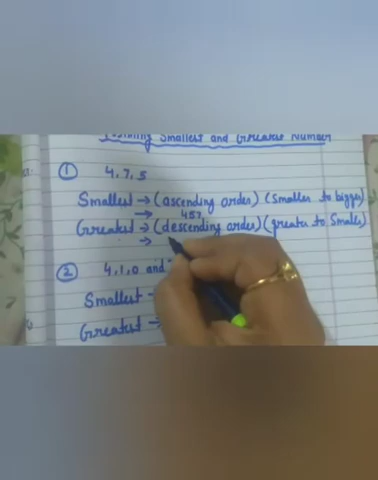 Smallest and Greatest Number
① 4, 7, 5
Smallest → (ascending order) (Smaller to bigger)
→ 457
Greatest → (descending order) (greater to Smaller)
→
② 4, 1, 0 and
Smallest →
Greatest →